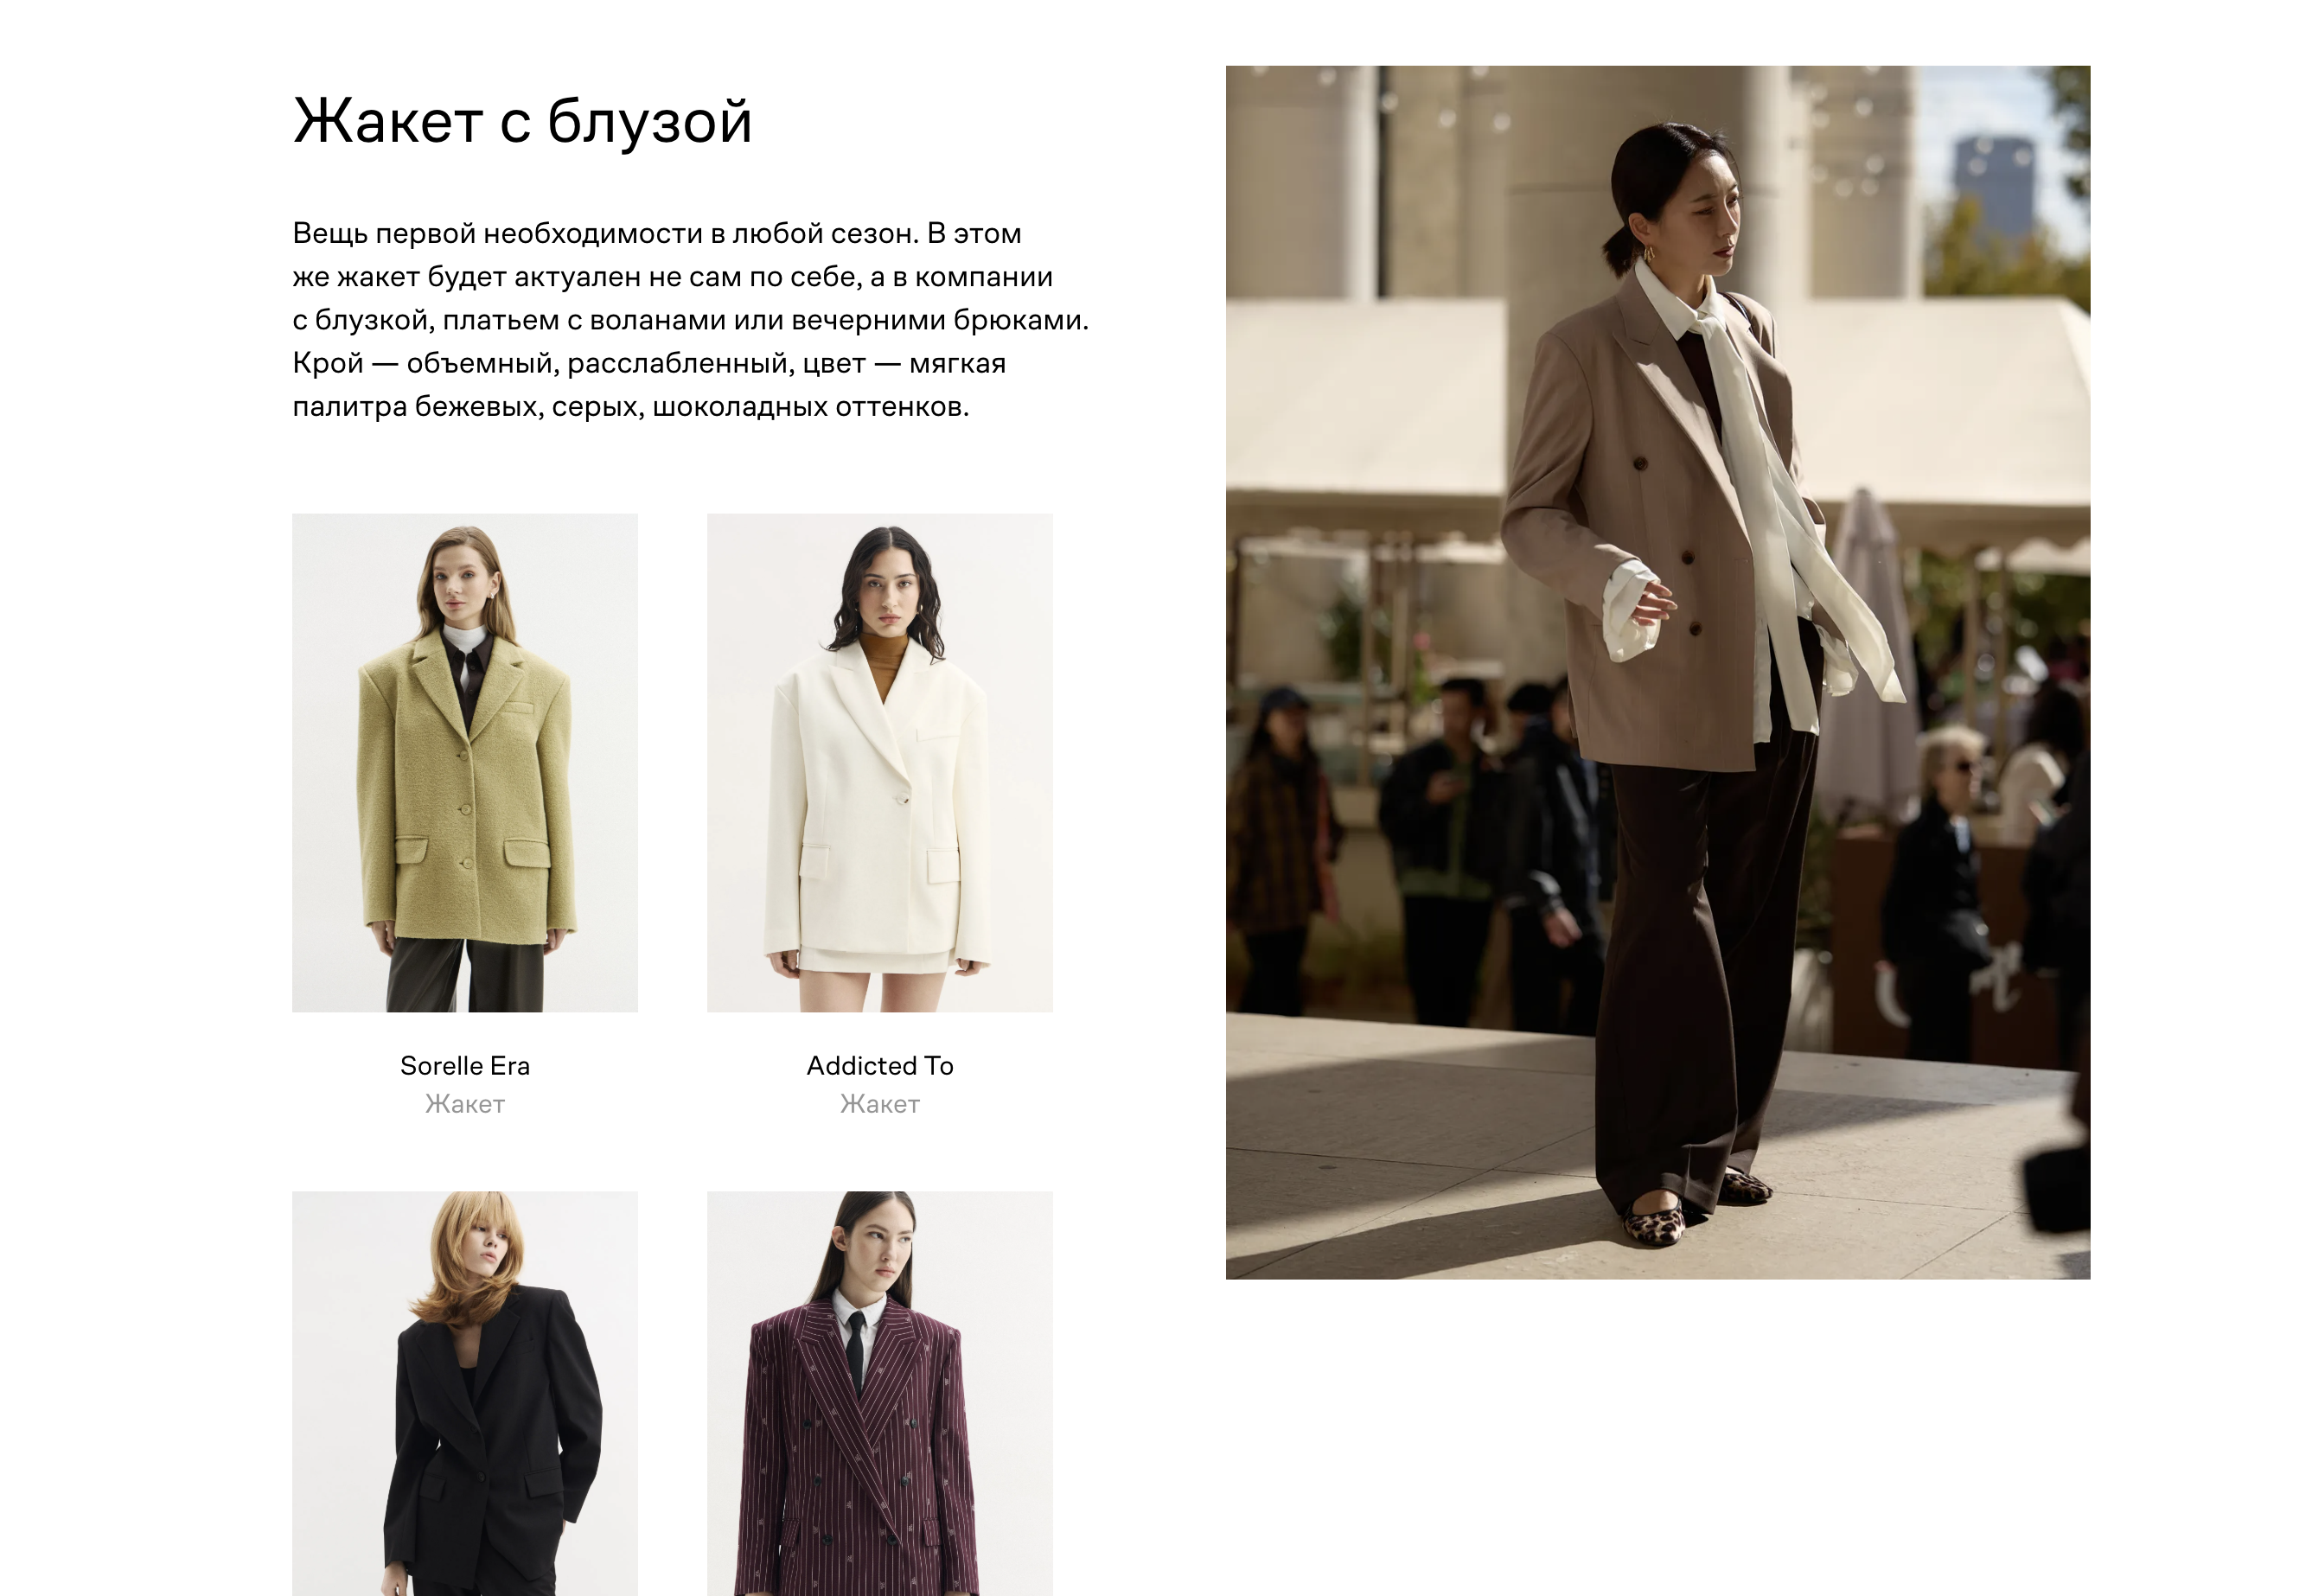 Жакет с блузой
Вещь первой необходимости в любой сезон. В этом
же жакет будет актуален не сам по себе, а в компании
с блузкой, платьем с воланами или вечерними брюками.
Крой — объемный, расслабленный, цвет — мягкая
палитра бежевых, серых, шоколадных оттенков.
Sorelle Era
Жакет
Addicted To
Жакет